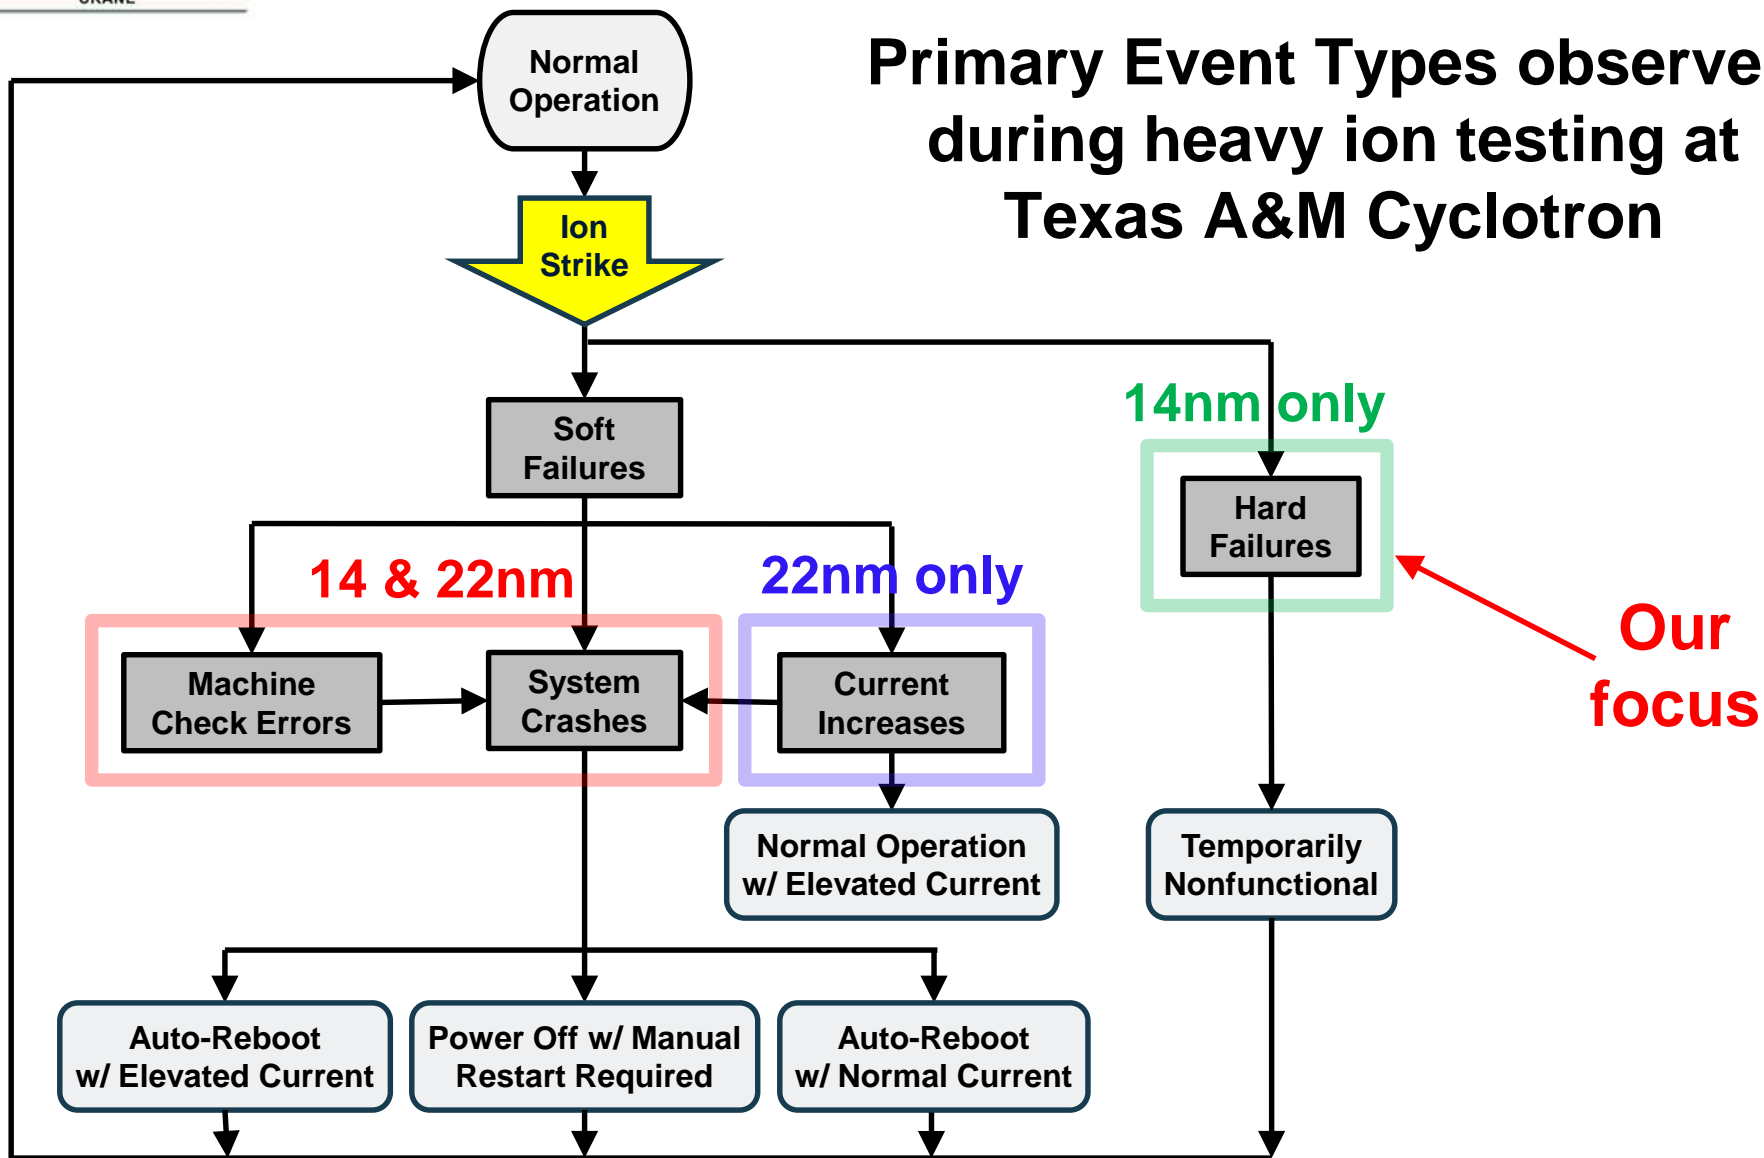 CRANE
Primary Event Types observe
during heavy ion testing at
Texas A&M Cyclotron
Normal
Operation
Ion
Strike
14nm only
Soft
Failures
Hard
Failures
14 & 22nm
22nm only
Our
focus
Machine
Check Errors
System
Crashes
Current
Increases
Normal Operation
w/ Elevated Current
Temporarily
Nonfunctional
Auto-Reboot
w/ Elevated Current
Power Off w/ Manual
Restart Required
Auto-Reboot
w/ Normal Current